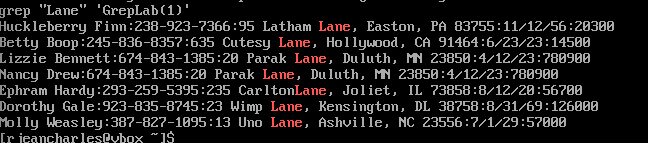 grep "Lane" 'GrepLab(1)'
Huckleberry Finn:238-923-7366:95 Latham Lane, Easton, PA 83755:11/12/56:20300
Betty Boop:245-836-8357:635 Cutesy Lane, Hollywood, CA 91464:6/23/23:14500
Lizzie Bennett:674-843-1385:20 Parak Lane, Duluth, MN 23850:4/12/23:780900
Nancy Drew:674-843-1385:20 Parak Lane, Duluth, MN 23850:4/12/23:780900
Ephram Hardy:293-259-5395:235 CarltonLane, Joliet, IL 73858:8/12/20:56700
Dorothy Gale:923-835-8745:23 Wimp Lane, Kensington, DL 38758:8/31/69:126000
Molly Weasley:387-827-1095:13 Uno Lane, Ashville, NC 23556:7/1/29:57000
[rjeancharles@vbox ~]$